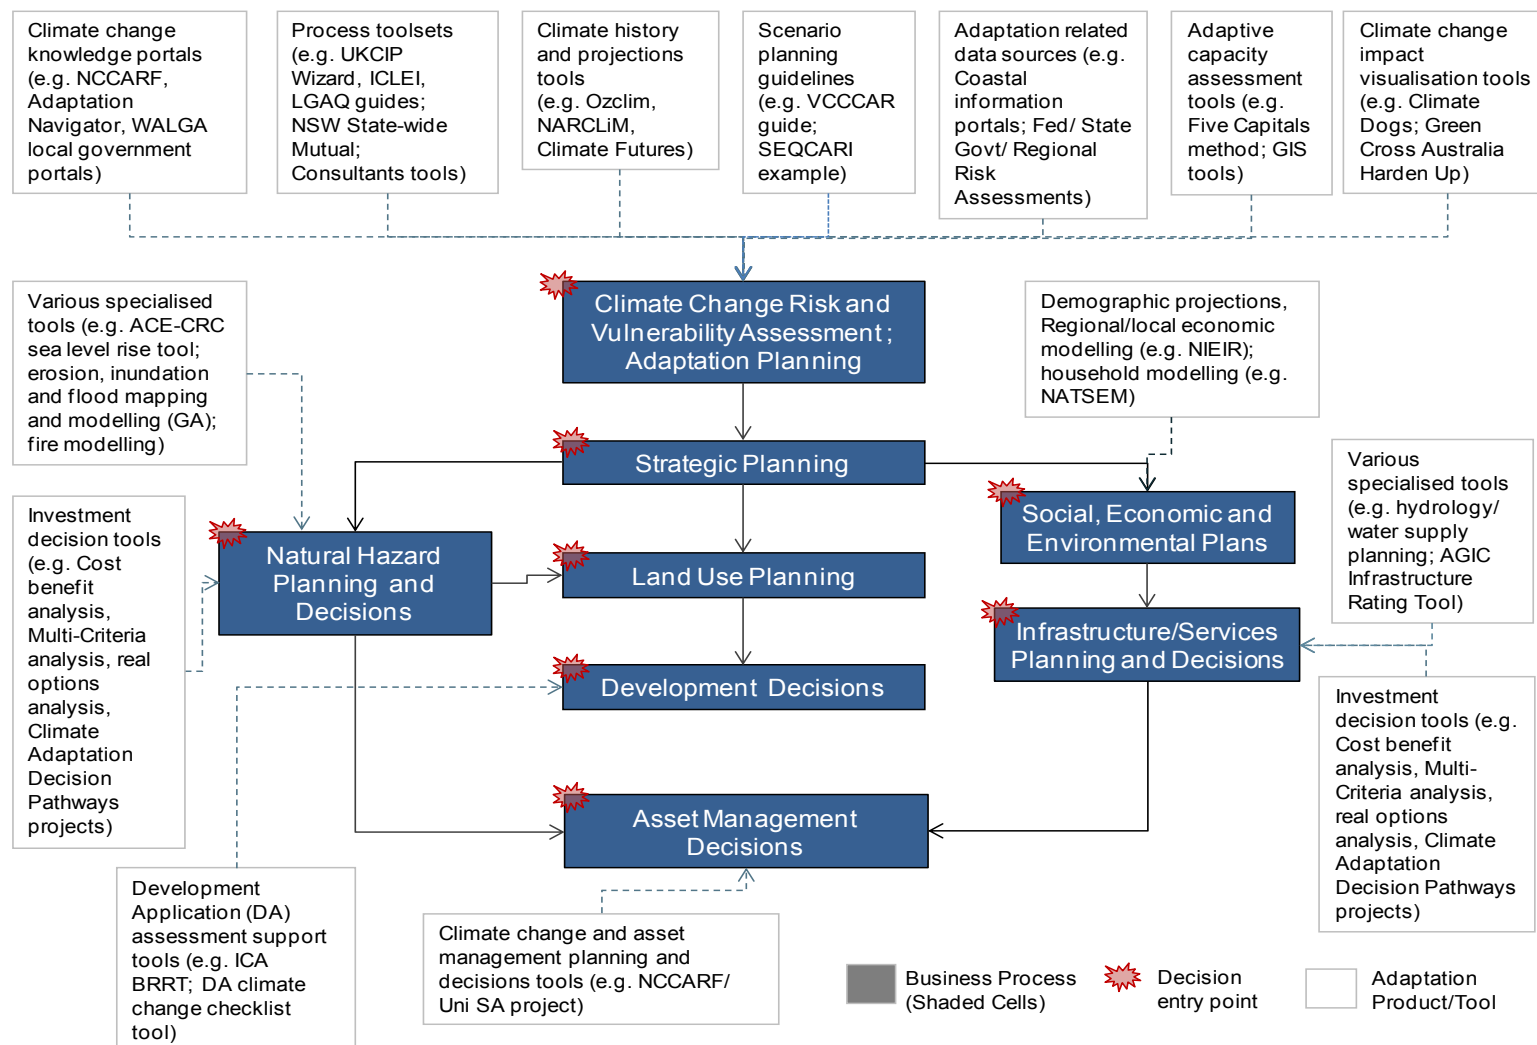 Climate change
knowledge portals
(e.g. NCCARF,
Adaptation
Navigator, WALGA
local government
portals)
Process toolsets
(e.g. UKCIP
Wizard, ICLEI,
LGAQ guides;
NSW State-wide
Mutual;
Consultants tools)
Climate history
and projections
tools
(e.g. Ozclim,
NARCLiM,
Climate Futures)
Scenario
planning
guidelines
(e.g. VCCCAR
guide;
SEQCARI
example)
Adaptation related
data sources (e.g.
Coastal
information
portals; Fed/ State
Govt/ Regional
Risk
Assessments)
Adaptive
capacity
assessment
tools (e.g.
Five Capitals
method; GIS
tools)
Climate change
impact
visualisation tools
(e.g. Climate
Dogs; Green
Cross Australia
Harden Up)
Climate Change Risk and
Vulnerability Assessment ;
Adaptation Planning
Various specialised
tools (e.g. ACE-CRC
sea level rise tool;
erosion, inundation
and flood mapping
and modelling (GA);
fire modelling)
Demographic projections,
Regional/local economic
modelling (e.g. NIEIR);
household modelling (e.g.
NATSEM)
Strategic Planning
Various
specialised tools
(e.g. hydrology/
water supply
planning; AGIC
Infrastructure
Rating Tool)
Investment
decision tools
(e.g. Cost
benefit
analysis,
Multi-Criteria
analysis, real
options
analysis,
Climate
Adaptation
Decision
Pathways
projects)
Natural Hazard
Planning and
Decisions
Land Use Planning
Social, Economic and
Environmental Plans
Infrastructure/Services
Planning and Decisions
Development Decisions
Investment
decision tools (e.g.
Cost benefit
analysis, Multi-
Criteria analysis,
real options
analysis, Climate
Adaptation
Decision Pathways
projects)
Asset Management
Decisions
Development
Application (DA)
assessment support
tools (e.g. ICA
BRRT; DA climate
change checklist
tool)
Climate change and asset
management planning and
decisions tools (e.g. NCCARF/
Uni SA project)
Business Process
(Shaded Cells)
Decision
entry point
Adaptation
Product/Tool